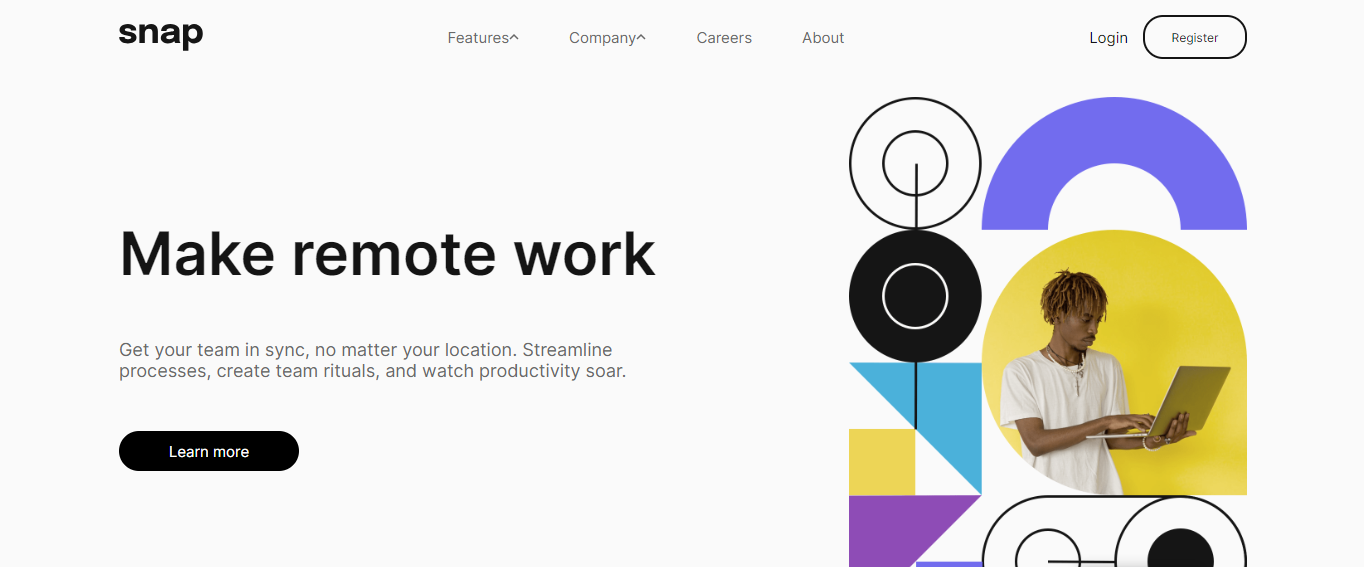 snap
Features
Company
Careers
About
Login
Register
Make remote work
Get your team in sync, no matter your location. Streamline
processes, create team rituals, and watch productivity soar.
Learn more